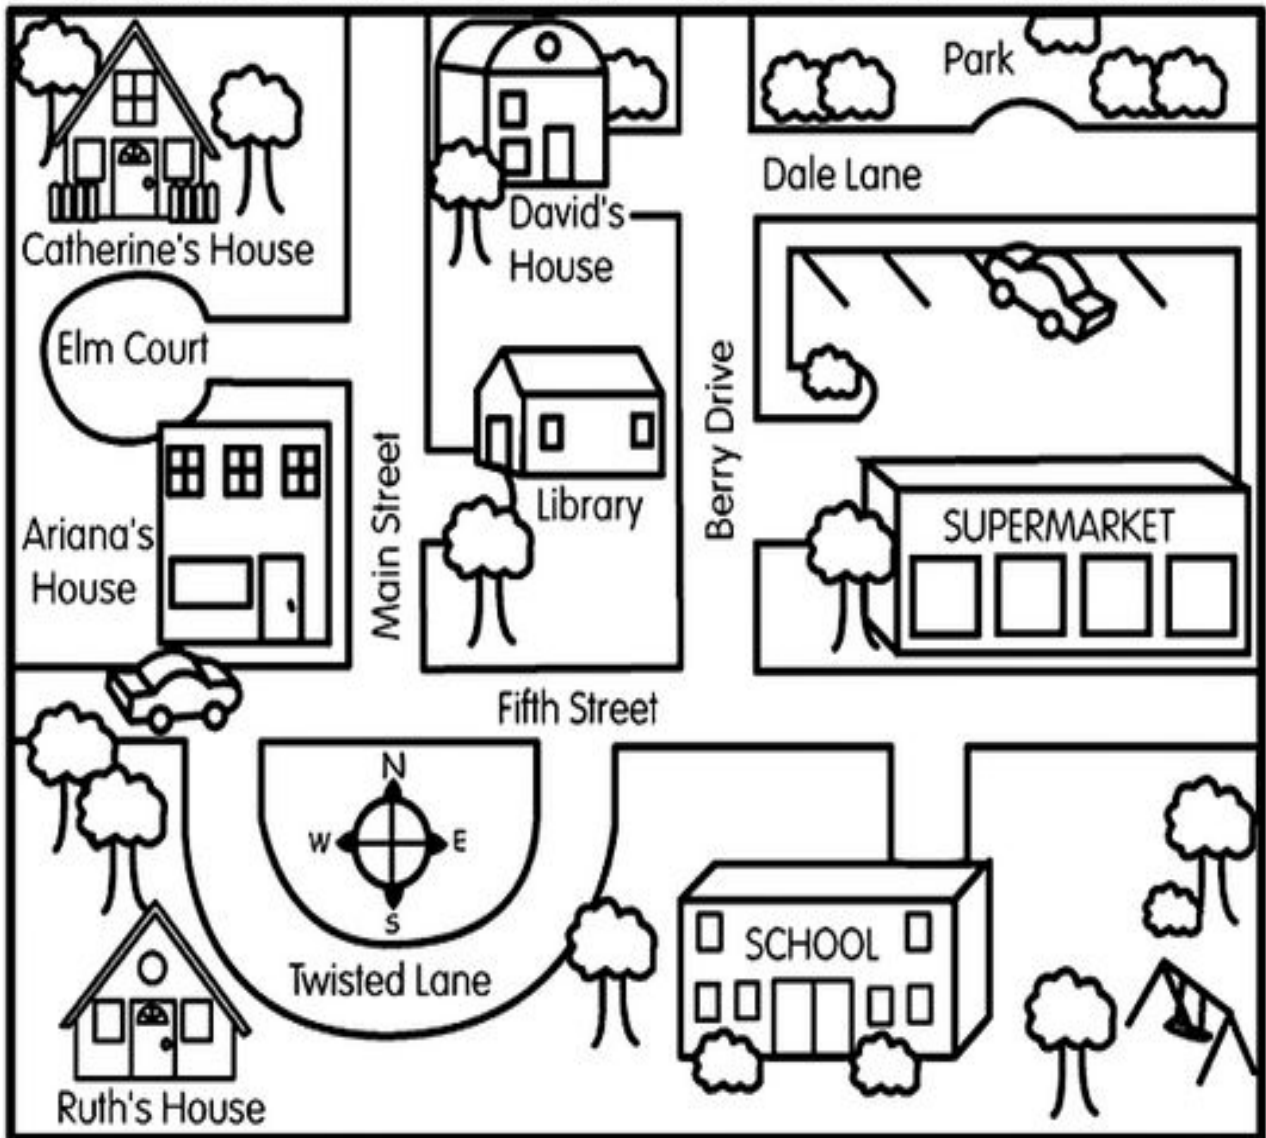 Park
Dale Lane
Catherine's House
David's
House
Elm Court
Berry Drive
Main Street
Library
Ariana's
House
SUPERMARKET
Fifth Street
N
W
E
S
SCHOOL
Twisted Lane
Ruth's House